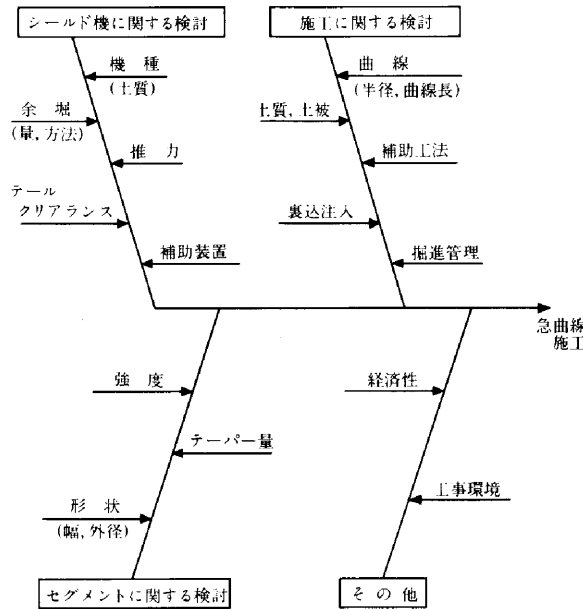 シールド機に関する検討
機種
(土質)
余堀
(量,方法)
推力
テール
クリアランス
補助装置
施工に関する検討
曲線
(半径,曲線長)
土質,土被
補助工法
裏込注入
掘進管理
急曲線
施工
強度
テーパー量
形状
(幅,外径)
セグメントに関する検討
経済性
工事環境
その他